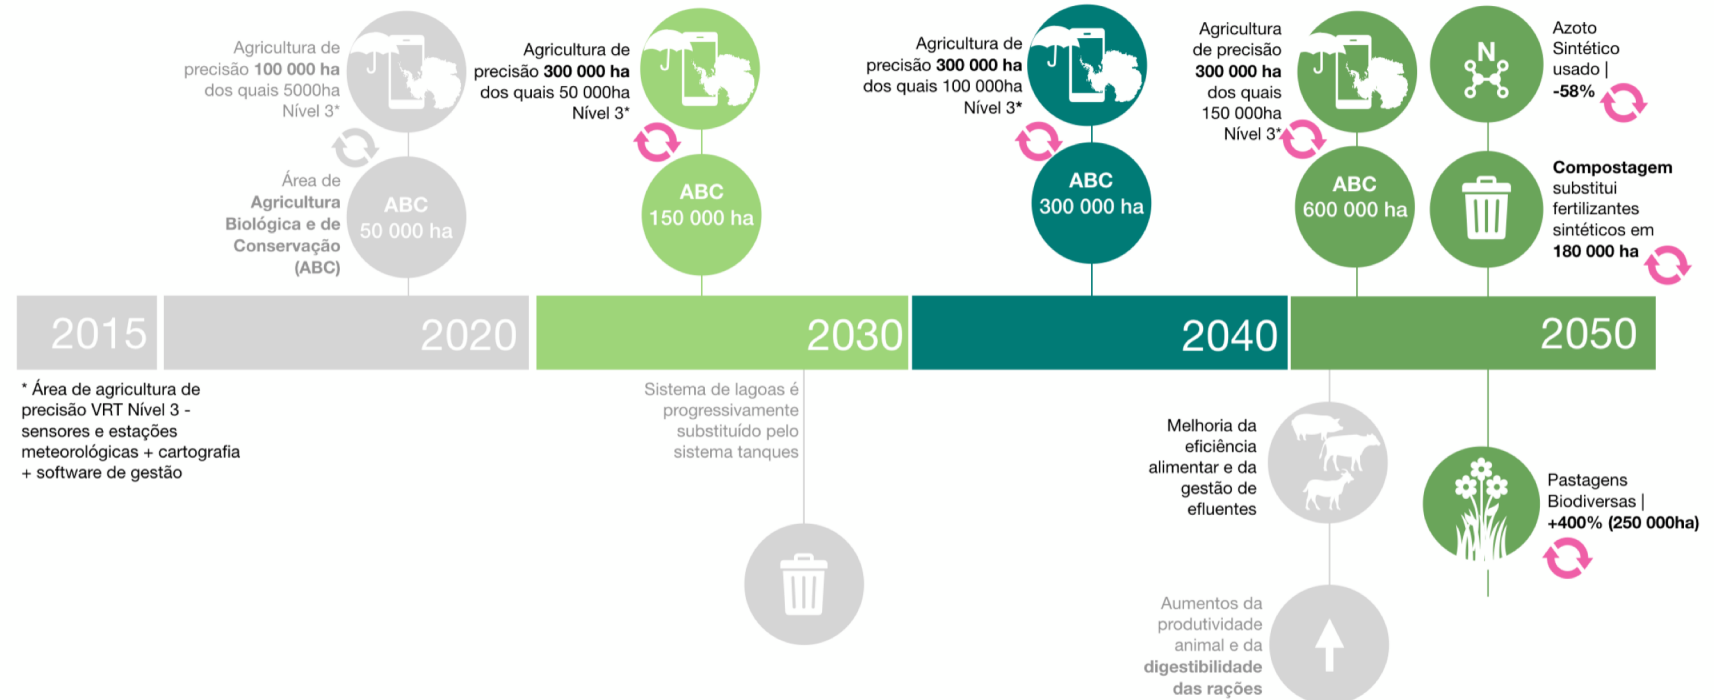 Agricultura de
precisão 100 000 ha
dos quais 5000ha
Nível 3*
Área de
Agricultura
Biológica e de
Conservação
(ABC)
ABC
50 000 ha
Agricultura de
precisão 300 000 ha
dos quais 50 000ha
Nível 3*
ABC
150 000 ha
Agricultura de
precisão 300 000 ha
dos quais 100 000ha
Nível 3*
ABC
300 000 ha
Agricultura
de precisão
300 000 ha
dos quais
150 000ha
Nível 3*
ABC
600 000 ha
N
Azoto
Sintético
usado |
-58%
Compostagem
substitui
fertilizantes
sintéticos em
180 000 ha
2015
2020
2030
2040
2050
* Área de agricultura de
precisão VRT Nível 3 -
sensores e estações
meteorológicas + cartografia
+ software de gestão
Sistema de lagoas é
progressivamente
substituído pelo
sistema tanques
Melhoria da
eficiência
alimentar e da
gestão de
efluentes
Pastagens
Biodiversas |
+400% (250 000ha)
Aumentos da
produtividade
animal e da
digestibilidade
das rações